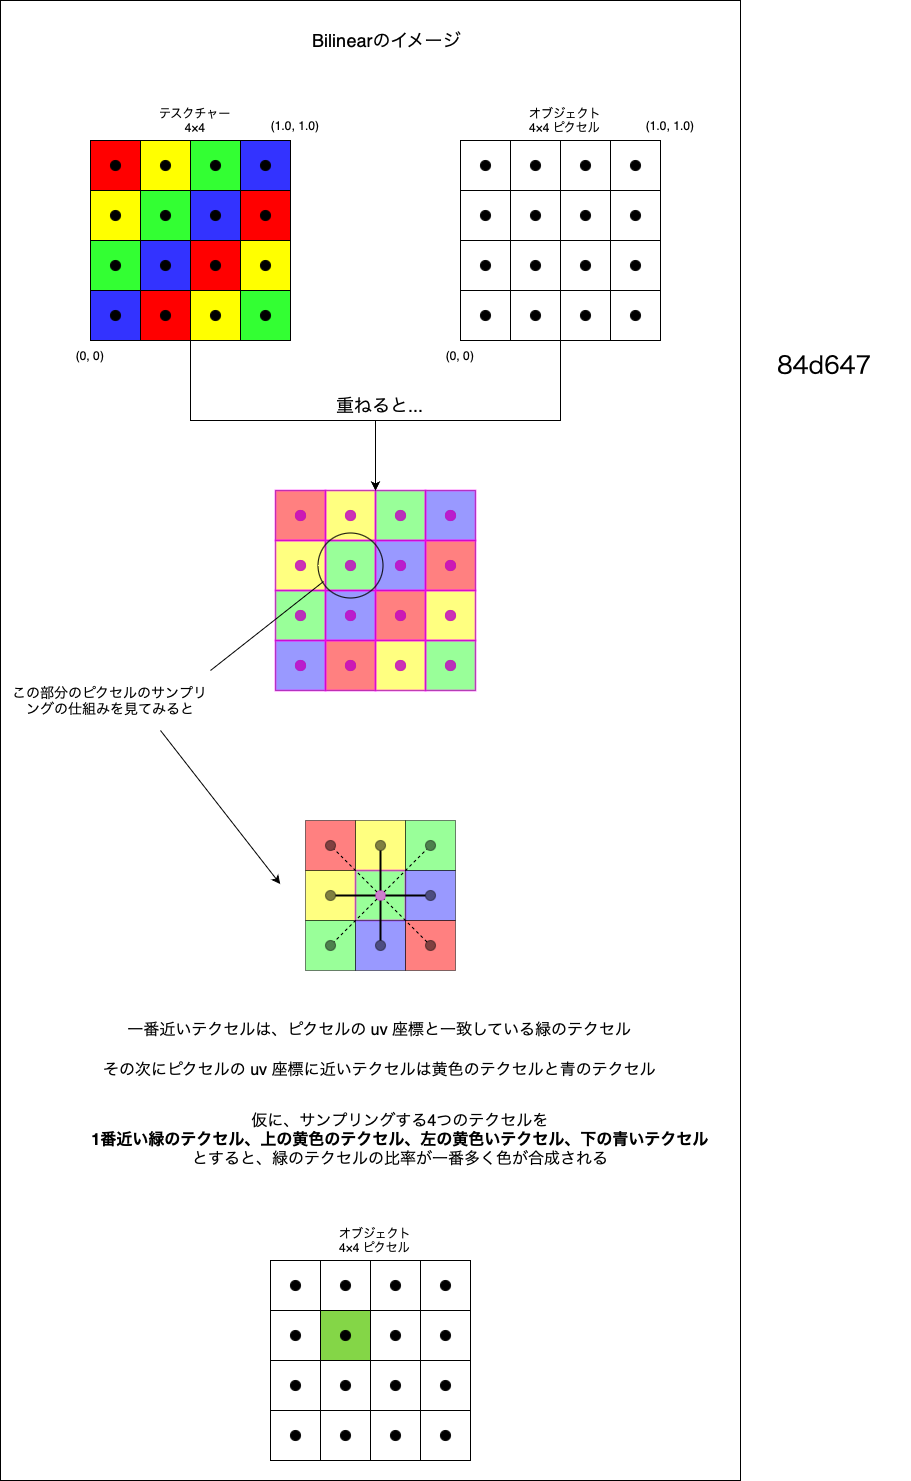 Bilinearのイメージ
テスクチャー
4×4
(1.0, 1.0)
オブジェクト
4×4 ピクセル
(1.0, 1.0)
(0, 0)
(0, 0)
84d647
重ねると...
この部分のピクセルのサンプリ
ングの仕組みを見てみると
一番近いテクセルは、ピクセルの uv 座標と一致している緑のテクセル
その次にピクセルの uv 座標に近いテクセルは黄色のテクセルと青のテクセル
仮に、サンプリングする4つのテクセルを
1番近い緑のテクセル、上の黄色のテクセル、左の黄色いテクセル、下の青いテクセル
とすると、緑のテクセルの比率が一番多く色が合成される
オブジェクト
4×4 ピクセル